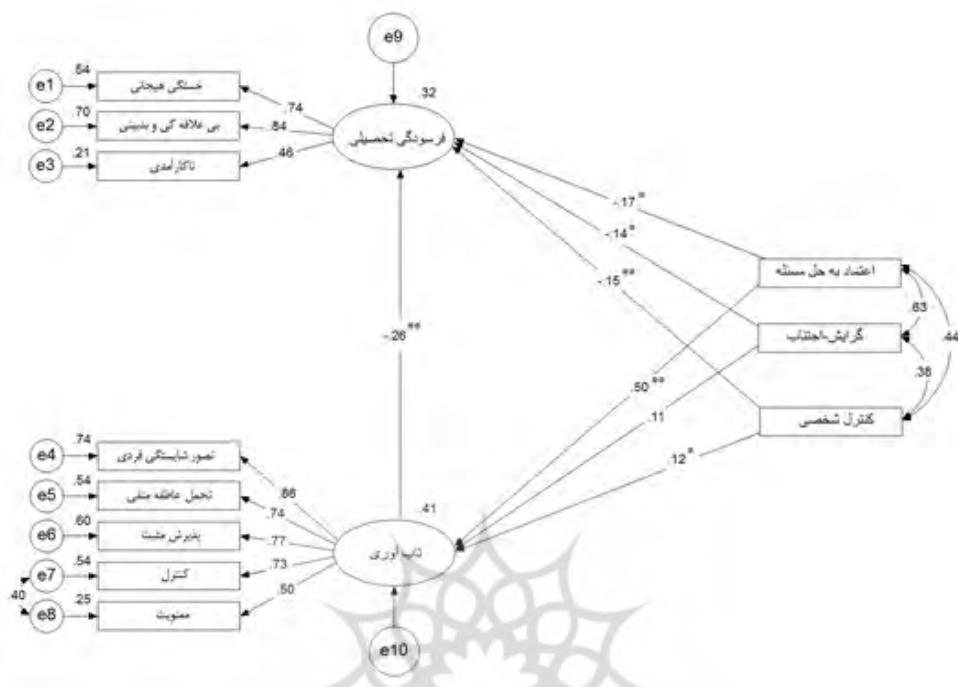 e9
.32
فرسودگی تحصیلی
.54
e1
خستگی هیجانی
.74
.70
e2
بی علاقه گی و بدبینی
.84
.21
e3
ناکارآمدی
.46
-.17*
-.14*
-.15**
اعتماد به حل مسئله
.63
.44
گرایش-اجتناب
.38
کنترل شخصی
-.26**
.50**
.11
.12*
.74
e4
تصور شایستگی فردی
.86
.54
e5
تحمل عاطفه منفی
.74
.60
e6
پذیرش مثبت
.77
.54
e7
کنترل
.73
.40
.25
e8
معنویت
.50
.41
تاب آوری
e10